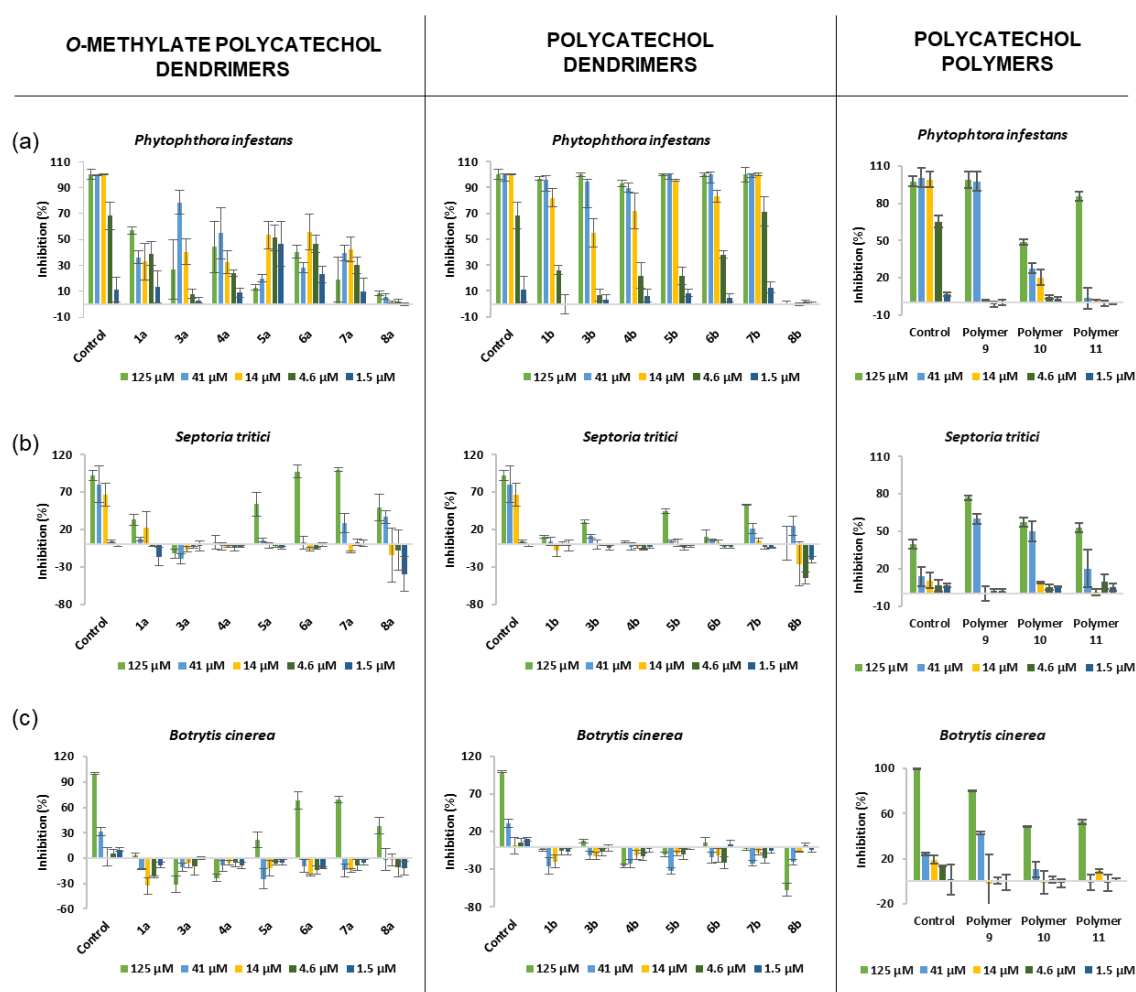 O-METHYLATE POLYCATECHOL
DENDRIMERS
POLYCATECHOL
DENDRIMERS
POLYCATECHOL
POLYMERS
(a)
Phytophthora infestans
Inhibition (%)
110
90
70
50
30
10
-10
Control
1a
3a
4a
5a
6a
7a
8a
125 µM 41 µM 14 µM 4.6 µM 1.5 µM
Phytophthora infestans
Inhibition (%)
110
90
70
50
30
10
-10
Control
1b
3b
4b
5b
6b
7b
8b
125 µM 41 µM 14 µM 4.6 µM 1.5 µM
Phytophtora infestans
Inhibition (%)
110
80
50
20
-10
Control
Polymer
9
Polymer
10
Polymer
11
125 µM 41 µM 14 µM 4.6 µM 1.5 µM
(b)
Septoria tritici
Inhibition (%)
120
70
20
-30
-80
Control
1a
3a
4a
5a
6a
7a
8a
125 µM 41 µM 14 µM 4.6 µM 1.5 µM
Septoria tritici
Inhibition (%)
120
70
20
-30
-80
Control
1b
3b
4b
5b
6b
7b
8b
125 µM 41 µM 14 µM 4.6 µM 1.5 µM
Septoria tritici
Inhibition (%)
110
80
50
20
-10
Control
Polymer
9
Polymer
10
Polymer
11
125 µM 41 µM 14 µM 4.6 µM 1.5 µM
(c)
Botrytis cinerea
Inhibition (%)
120
90
60
30
0
-30
-60
Control
1a
3a
4a
5a
6a
7a
8a
125 µM 41 µM 14 µM 4.6 µM 1.5 µM
Botrytis cinerea
Inhibition (%)
120
70
20
-30
-80
Control
1b
3b
4b
5b
6b
7b
8b
125 µM 41 µM 14 µM 4.6 µM 1.5 µM
Botrytis cinerea
Inhibition (%)
100
60
20
-20
Control
Polymer
9
Polymer
10
Polymer
11
125 µM 41 µM 14 µM 4.6 µM 1.5 µM